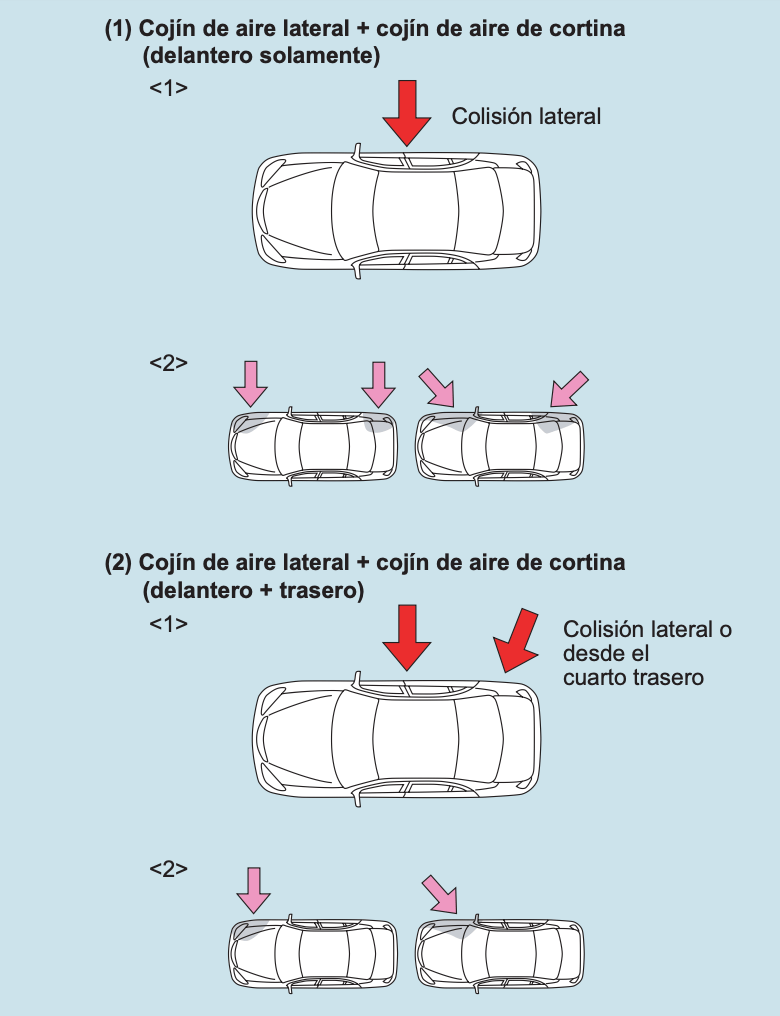 (1) Cojín de aire lateral + cojín de aire de cortina
(delantero solamente)
<1>
Colisión lateral
<2>
(2) Cojín de aire lateral + cojín de aire de cortina
(delantero + trasero)
<1>
Colisión lateral o
desde el
cuarto trasero
<2>